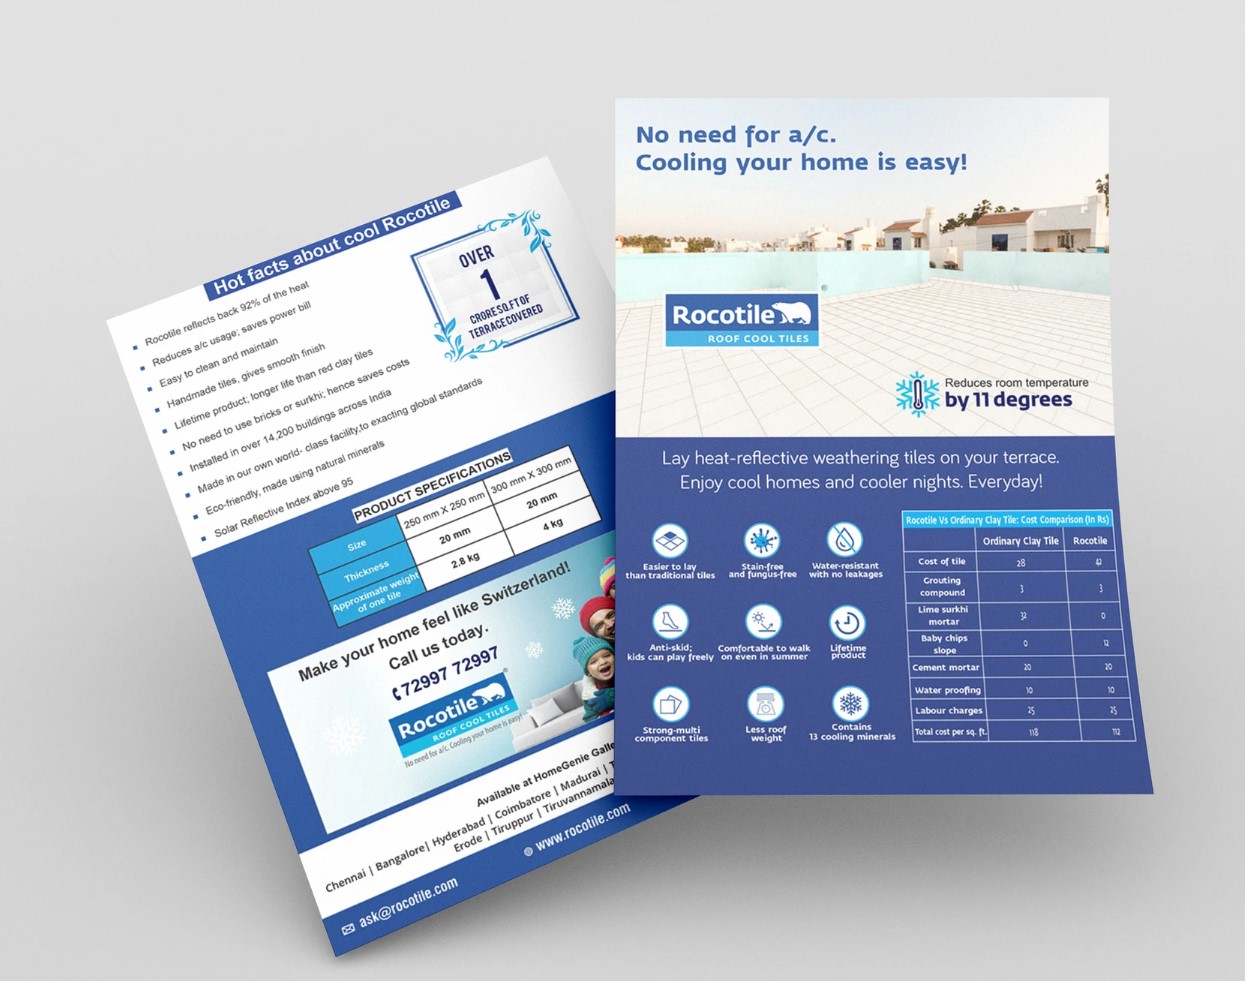 Hot facts about cool Rocotile
Rocotile reflects back 92% of the heat
Reduces a/c usage; saves power bill
Easy to clean and maintain
Handmade tiles, gives smooth finish
Lifetime product; longer life than red clay tiles
No need to use bricks or surkhi; hence saves costs
Installed in over 14,200 buildings across India
Made in our own world- class facility,to exacting global standards
Eco-friendly, made using natural minerals
Solar Reflective Index above 95
OVER
1
CRORE SQ.FT OF
TERRACE COVERED
PRODUCT SPECIFICATIONS
Size 250 mm X 250 mm 300 mm X 300 mm
Thickness 20 mm 20 mm
Approximate weight
of one tile 2.8 kg 4 kg
Make your home feel like Switzerland!
Call us today.
72997 72997
Rocotile
ROOF COOL TILES
No need for a/c. Cooling your home is easy!
Available at HomeGenie
Chennai | Bangalore| Hyderabad | Coimbatore | Madurai |
Erode | Tiruppur |
ask@rocotile.com
www.rocotile.com
No need for a/c.
Cooling your home is easy!
Rocotile
ROOF COOL TILES
Reduces room temperature
by 11 degrees
Lay heat-reflective weathering tiles on your terrace.
Enjoy cool homes and cooler nights. Everyday!
Easier to lay
than traditional tiles
Stain-free
and fungus-free
Water-resistant
with no leakages
Anti-skid;
kids can play freely
Comfortable to walk
on even in summer
Lifetime
product
Strong-multi
component tiles
Less roof
weight
Contains
13 cooling minerals
Rocotile Vs Ordinary Clay Tile: Cost Comparison (In Rs)
Ordinary Clay Tile Rocotile
Cost of tile 28 42
Grouting
compound 3 3
Lime surkhi
mortar 32 0
Baby chips
slope 0 12
Cement mortar 20 20
Water proofing 10 10
Labour charges 25 25
Total cost per sq. ft. 118 112